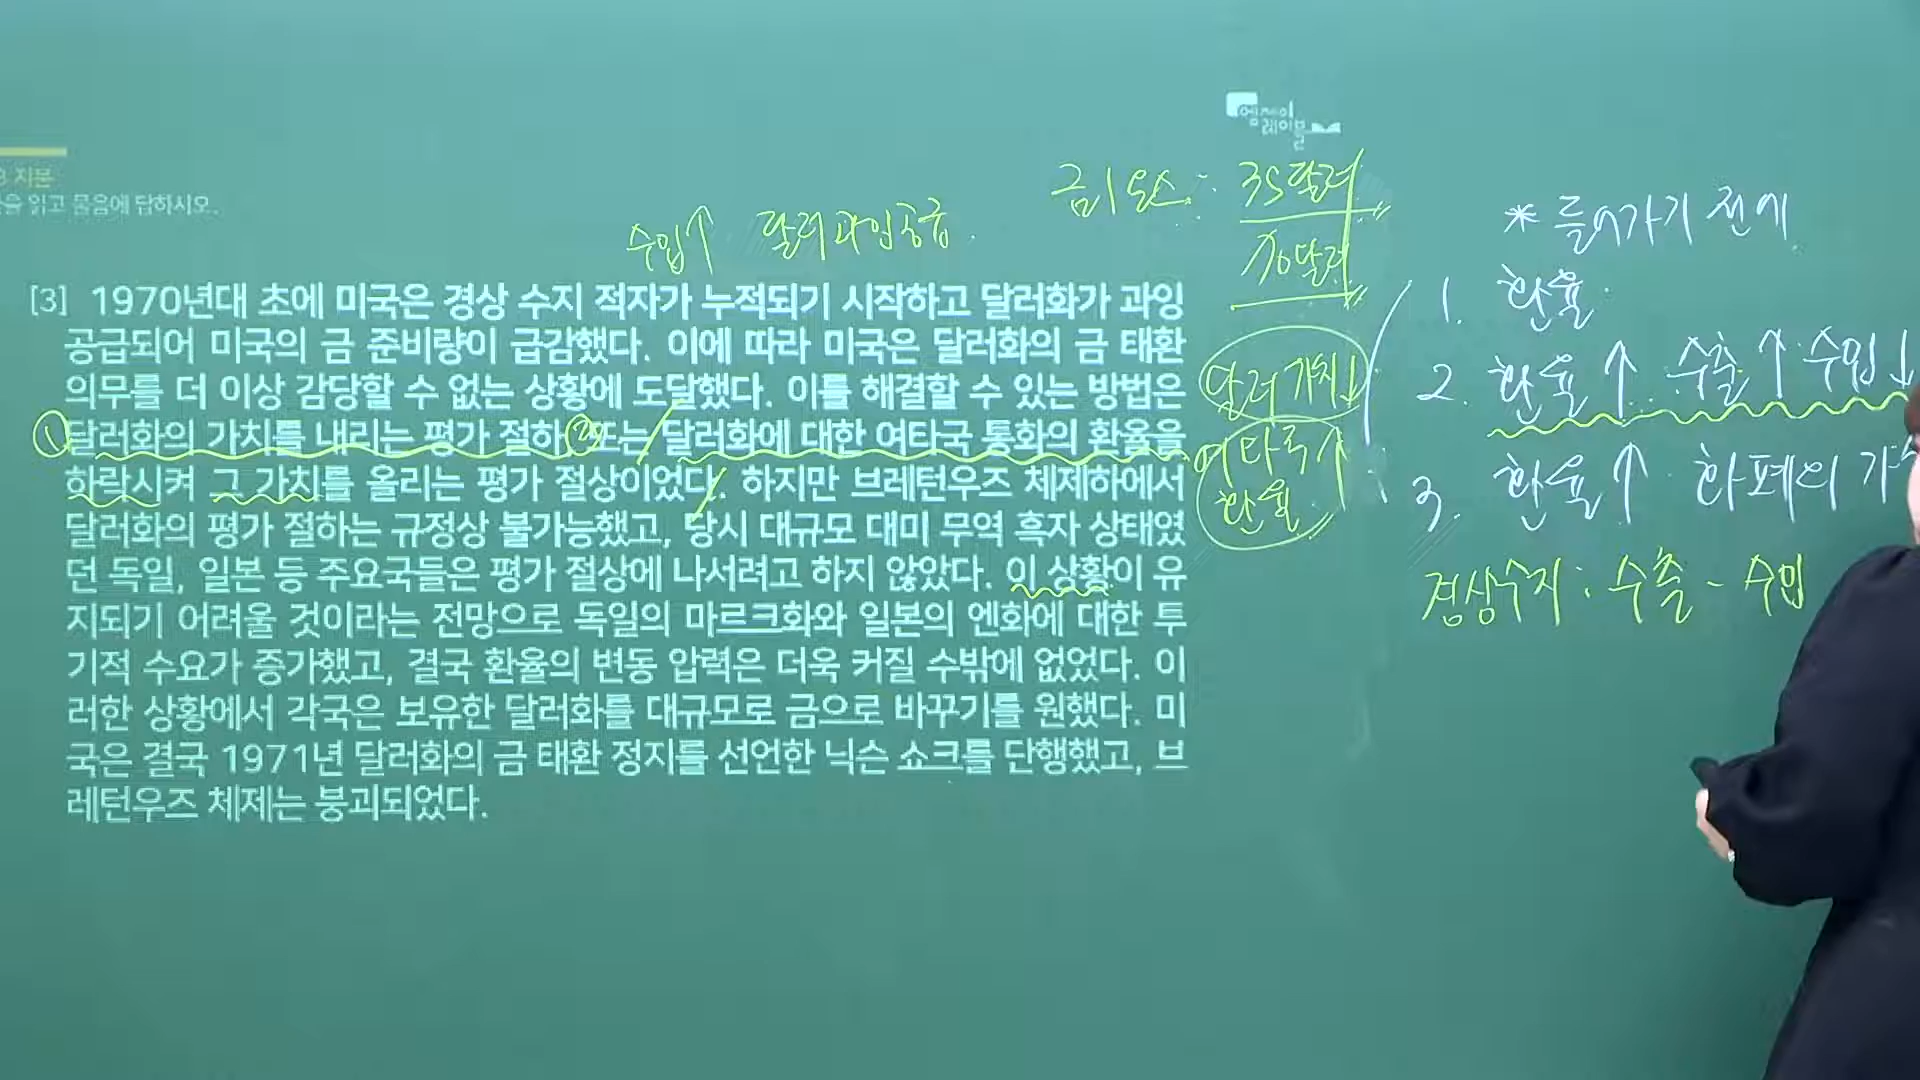 엠제이
레이블
3 지문
을 읽고 물음에 답하시오.
수입↑ 달러 과잉공급.
금 1 온스 : 35달러
70달러
달러 가치↓
여타국↑
환율
[3] 1970년대 초에 미국은 경상 수지 적자가 누적되기 시작하고 달러화가 과잉
공급되어 미국의 금 준비량이 급감했다. 이에 따라 미국은 달러화의 금 태환
의무를 더 이상 감당할 수 없는 상황에 도달했다. 이를 해결할 수 있는 방법은
① 달러화의 가치를 내리는 평가 절하 ② 또는 달러화에 대한 여타국 통화의 환율을
하락시켜 그 가치를 올리는 평가 절상이었다. 하지만 브레턴우즈 체제하에서
달러화의 평가 절하는 규정상 불가능했고, 당시 대규모 대미 무역 흑자 상태였
던 독일, 일본 등 주요국들은 평가 절상에 나서려고 하지 않았다. 이 상황이 유
지되기 어려울 것이라는 전망으로 독일의 마르크화와 일본의 엔화에 대한 투
기적 수요가 증가했고, 결국 환율의 변동 압력은 더욱 커질 수밖에 없었다. 이
러한 상황에서 각국은 보유한 달러화를 대규모로 금으로 바꾸기를 원했다. 미
국은 결국 1971년 달러화의 금 태환 정지를 선언한 닉슨 쇼크를 단행했고, 브
레턴우즈 체제는 붕괴되었다.
* 들어가기 전에
1. 환율
2. 환율↑ 수출↑ 수입↓
3. 환율↑ 화폐의 가
경상수지 : 수출 - 수입